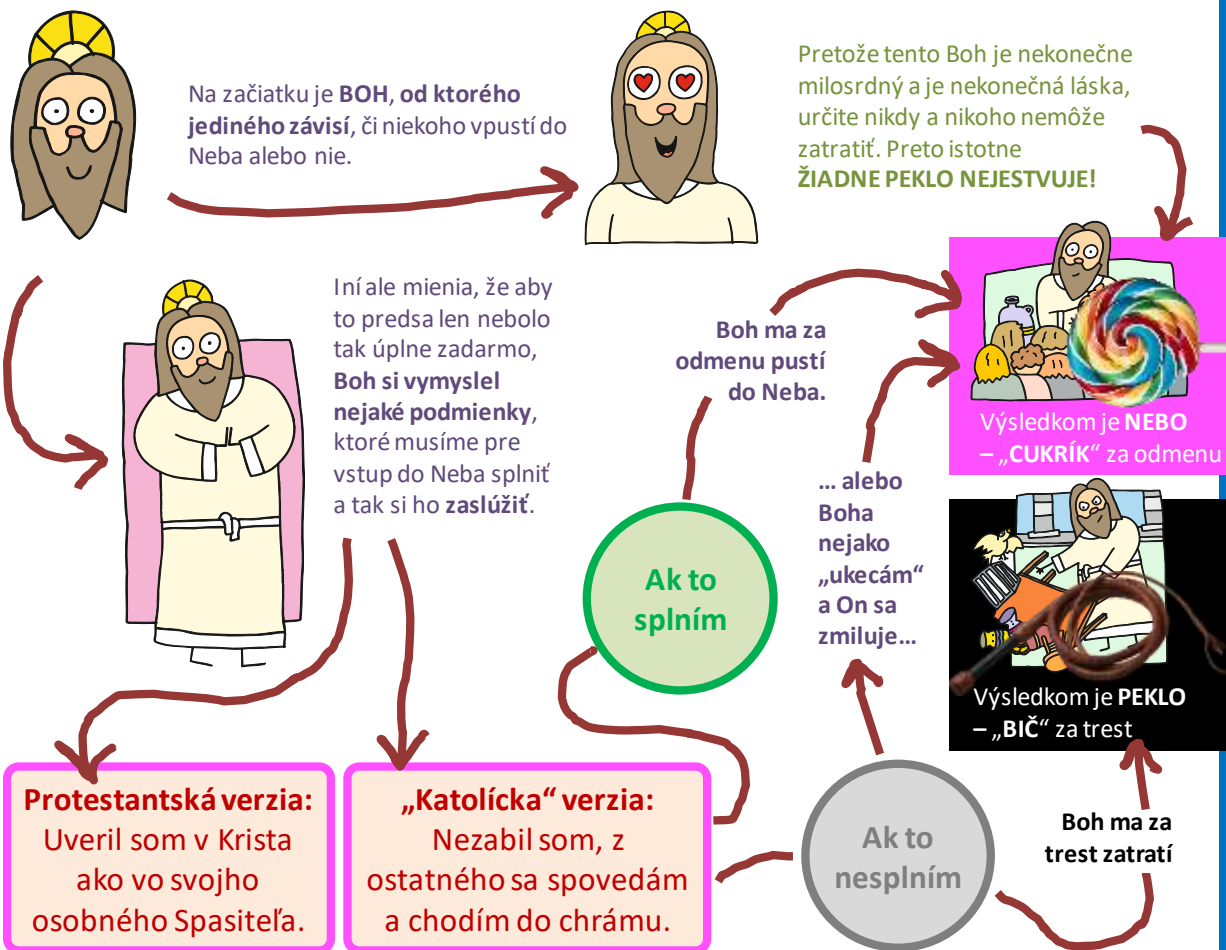 Na začiatku je BOH, od ktorého
jediného závisí, či niekoho vpustí do
Neba alebo nie.
Pretože tento Boh je nekonečne
milosrdný a je nekonečná láska,
určite nikdy a nikoho nemôže
zatratiť. Preto istotne
ŽIADNE PEKLO NEJESTVUJE!
Iní ale mienia, že aby
to predsa len nebolo
tak úplne zadarmo,
Boh si vymyslel
nejaké podmienky,
ktoré musíme pre
vstup do Neba splniť
a tak si ho zaslúžiť.
Boh ma za
odmenu pustí
do Neba.
Výsledkom je NEBO
– „CUKRÍK“ za odmenu
... alebo
Boha
nejako
„ukecám“
a On sa
zmiluje...
Ak to
splním
Výsledkom je PEKLO
– „BIČ“ za trest
Protestantská verzia:
Uveril som v Krista
ako vo svojho
osobného Spasiteľa.
„Katolícka“ verzia:
Nezabil som, z
ostatného sa spovedám
a chodím do chrámu.
Ak to
nesplním
Boh ma za
trest zatratí